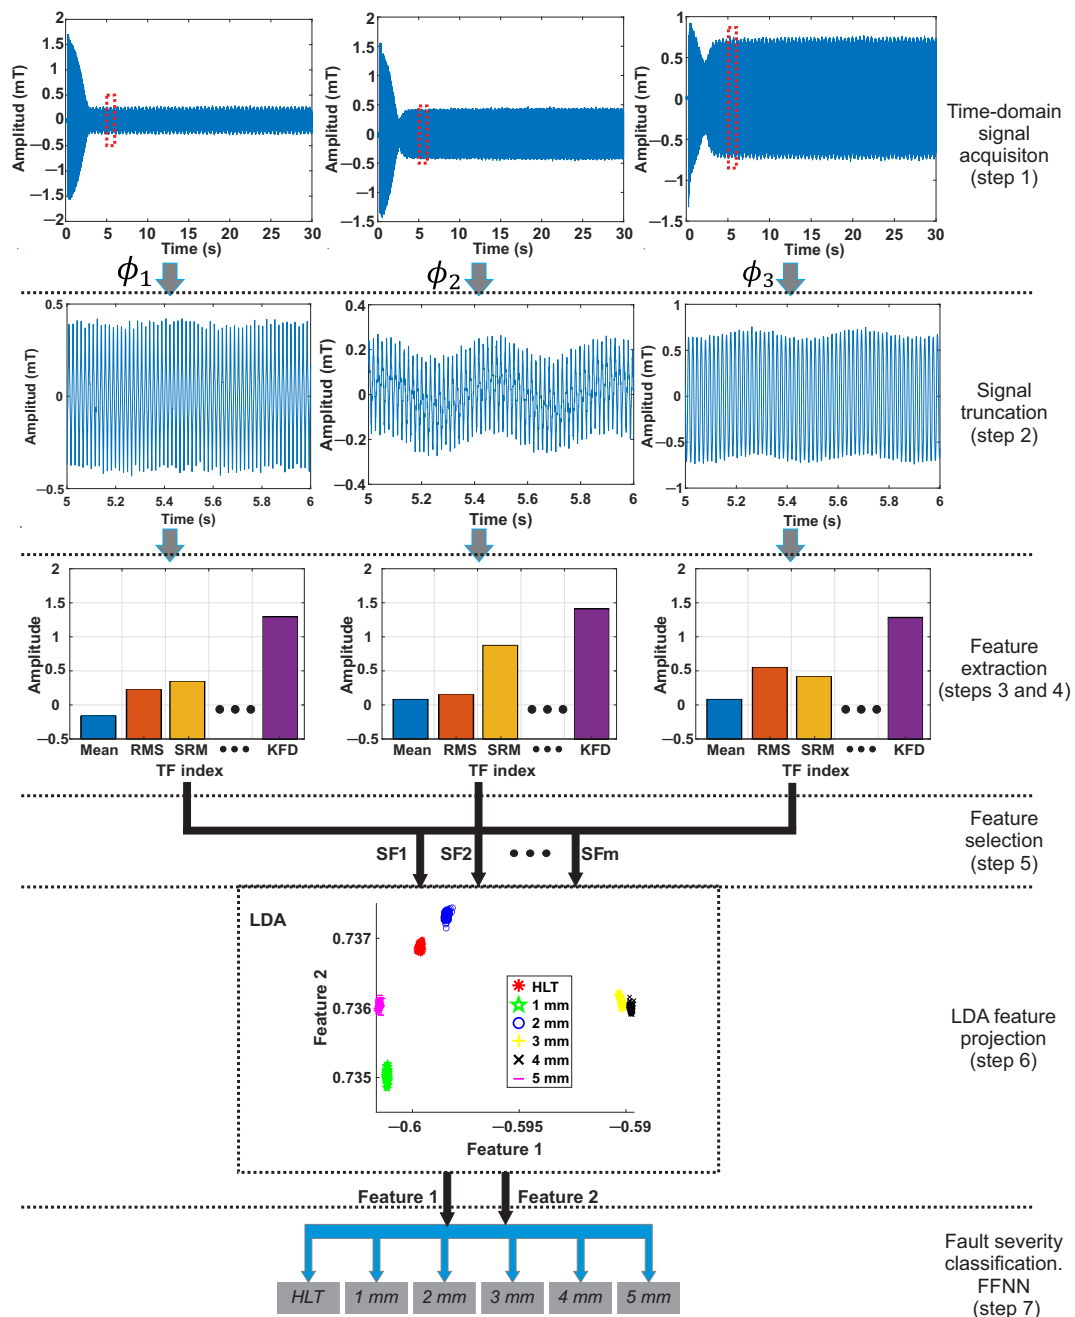 Amplitud (mT)
2
1.5
1
0.5
0
−0.5
−1
−1.5
−2
0 5 10 15 20 25 30
Time (s)
Amplitud (mT)
2
1.5
1
0.5
0
−0.5
−1
−1.5
0 5 10 15 20 25 30
Time (s)
Amplitud (mT)
1
0.5
0
−0.5
−1
−1.5
0 5 10 15 20 25 30
Time (s)
Time-domain
signal
acquisiton
(step 1)
ϕ1
ϕ2
ϕ3
Amplitud (mT)
0.5
0
−0.5
5 5.2 5.4 5.6 5.8 6
Time (s)
Amplitud (mT)
0.4
0.2
0
−0.2
−0.4
5 5.2 5.4 5.6 5.8 6
Time (s)
Amplitud (mT)
1
0.5
0
−0.5
−1
5 5.2 5.4 5.6 5.8 6
Time (s)
Signal
truncation
(step 2)
Amplitude
2
1.5
1
0.5
0
−0.5
Mean RMS SRM ••• KFD
TF index
Amplitude
2
1.5
1
0.5
0
−0.5
Mean RMS SRM ••• KFD
TF index
Amplitude
2
1.5
1
0.5
0
−0.5
Mean RMS SRM ••• KFD
TF index
Feature
extraction
(steps 3 and 4)
SF1 SF2 ••• SFm
Feature
selection
(step 5)
LDA
Feature 2
0.737
0.736
0.735
−0.6 −0.595 −0.59
Feature 1
HLT
1 mm
2 mm
3 mm
4 mm
5 mm
LDA feature
projection
(step 6)
Feature 1 Feature 2
HLT 1 mm 2 mm 3 mm 4 mm 5 mm
Fault severity
classification.
FFNN
(step 7)